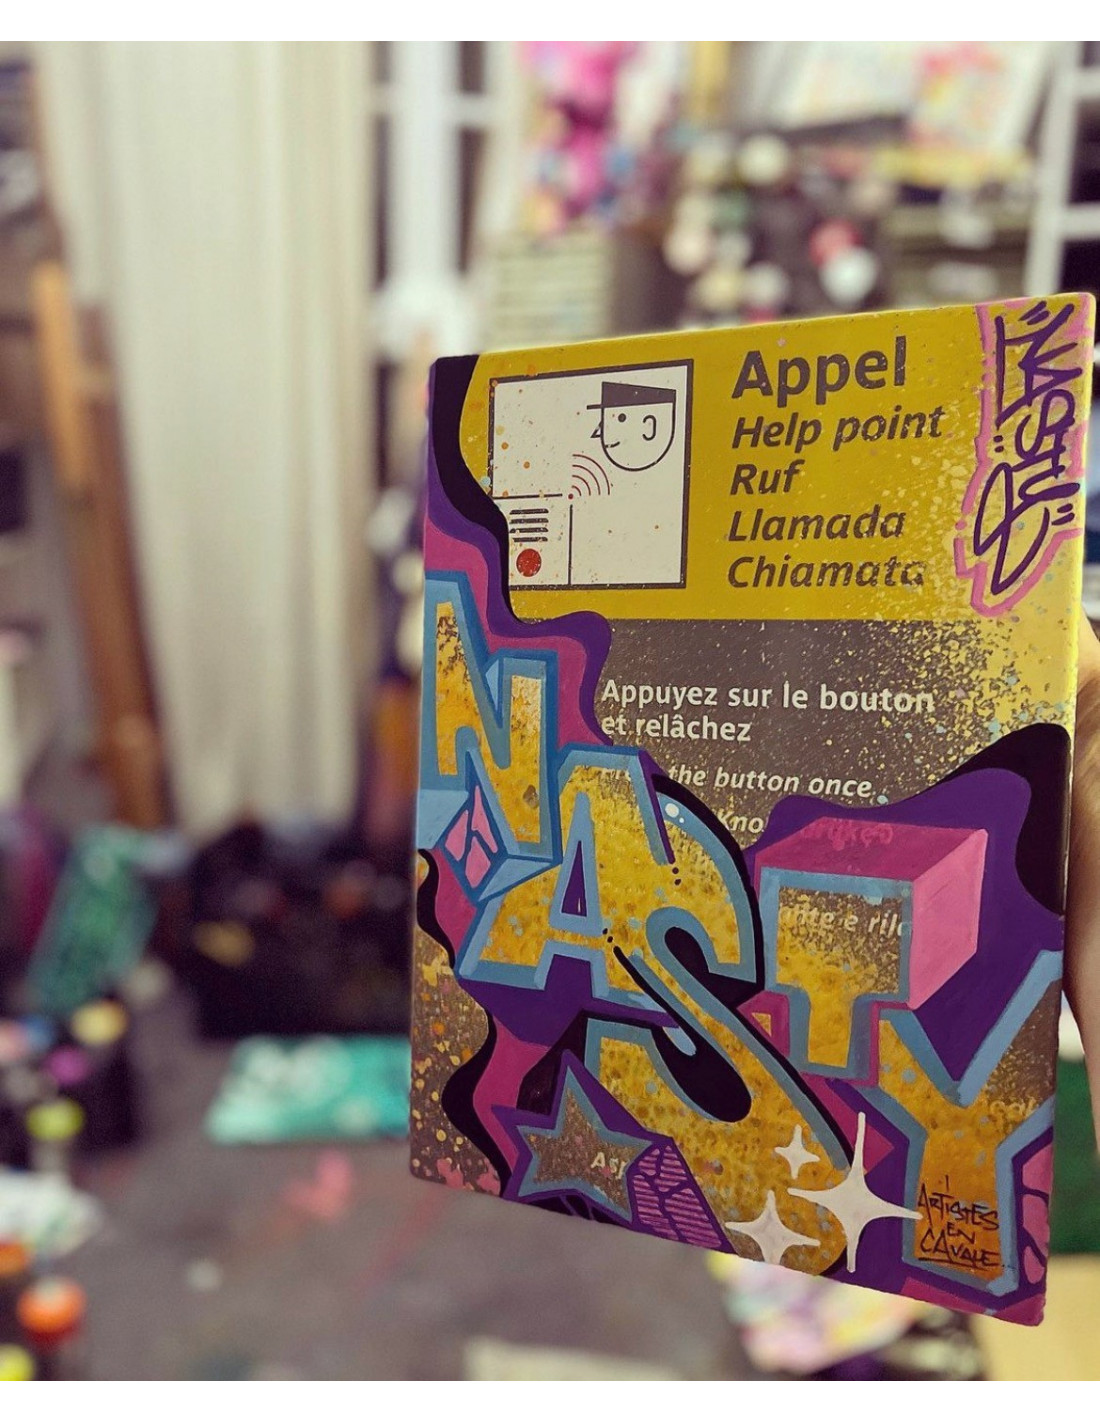 Appel
Help point
Ruf
Llamada
Chiamata
NASTY
Appuyez sur le bouton
et relâchez
the button once
NASTY
ARTISTES
EN
CAVALE...